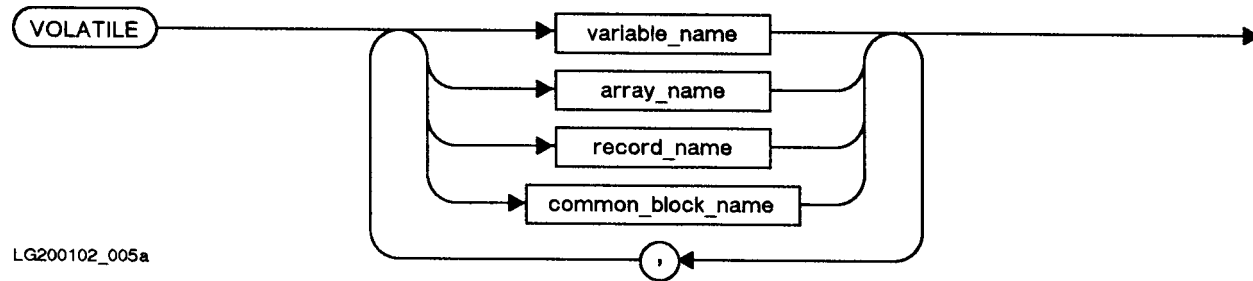 VOLATILE
variable_name
array_name
record_name
common_block_name
,
LG200102_005a